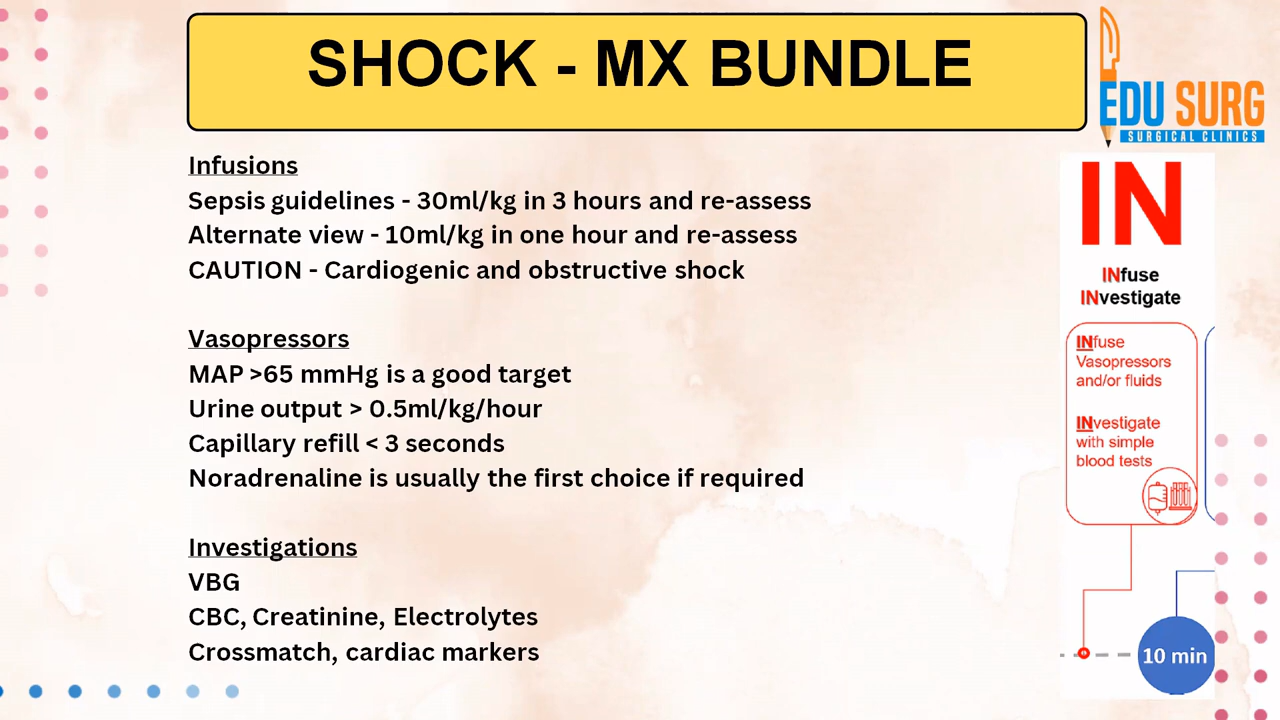 SHOCK - MX BUNDLE
EDU SURG
SURGICAL CLINICS
Infusions
Sepsis guidelines - 30ml/kg in 3 hours and re-assess
Alternate view - 10ml/kg in one hour and re-assess
CAUTION - Cardiogenic and obstructive shock
Vasopressors
MAP >65 mmHg is a good target
Urine output > 0.5ml/kg/hour
Capillary refill < 3 seconds
Noradrenaline is usually the first choice if required
Investigations
VBG
CBC, Creatinine, Electrolytes
Crossmatch, cardiac markers
IN
INfuse
INvestigate
INfuse
Vasopressors
and/or fluids
INvestigate
with simple
blood tests
10 min